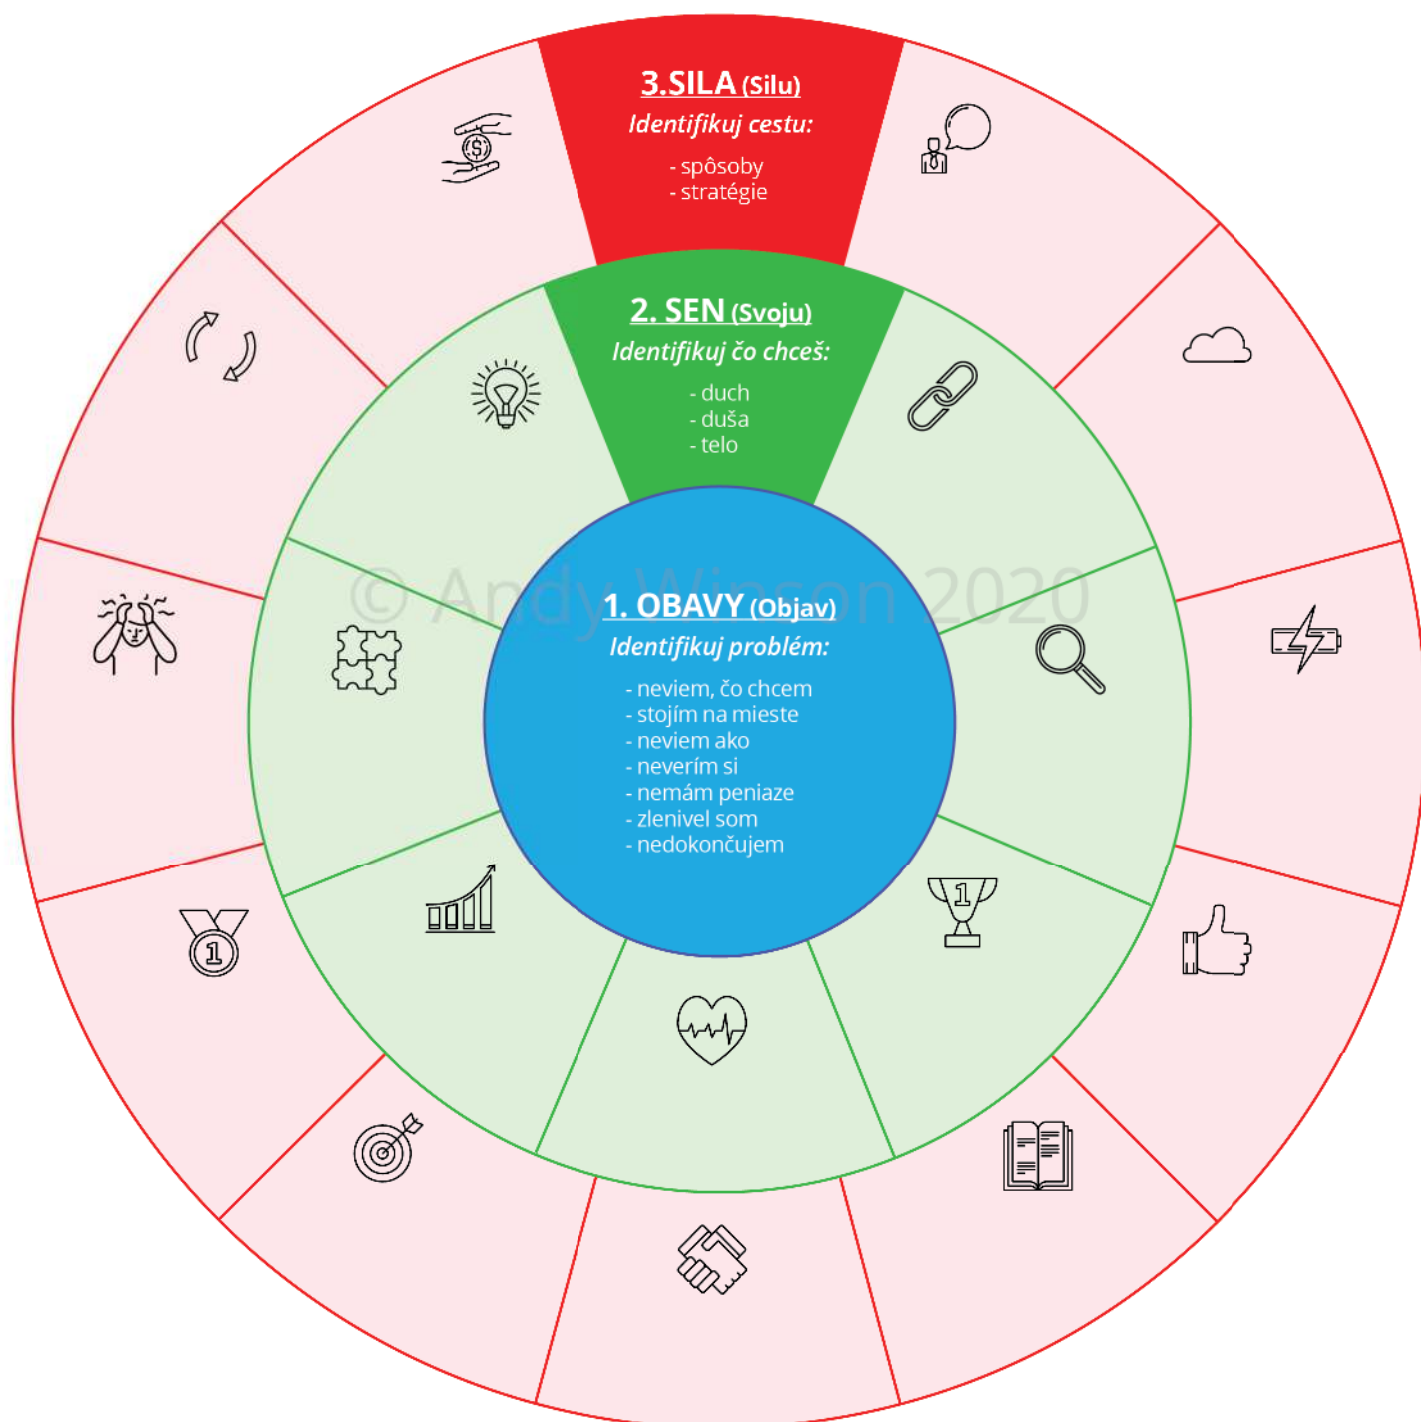 3.SILA (Silu)
Identifikuj cestu:
- spôsoby
- stratégie
$
2. SEN (Svoju)
Identifikuj čo chceš:
- duch
- duša
- telo
© Andy Winson 2020
1. OBAVY (Objav)
Identifikuj problém:
- neviem, čo chcem
- stojím na mieste
- neviem ako
- neverím si
- nemám peniaze
- zlenivel som
- nedokončujem
1
1